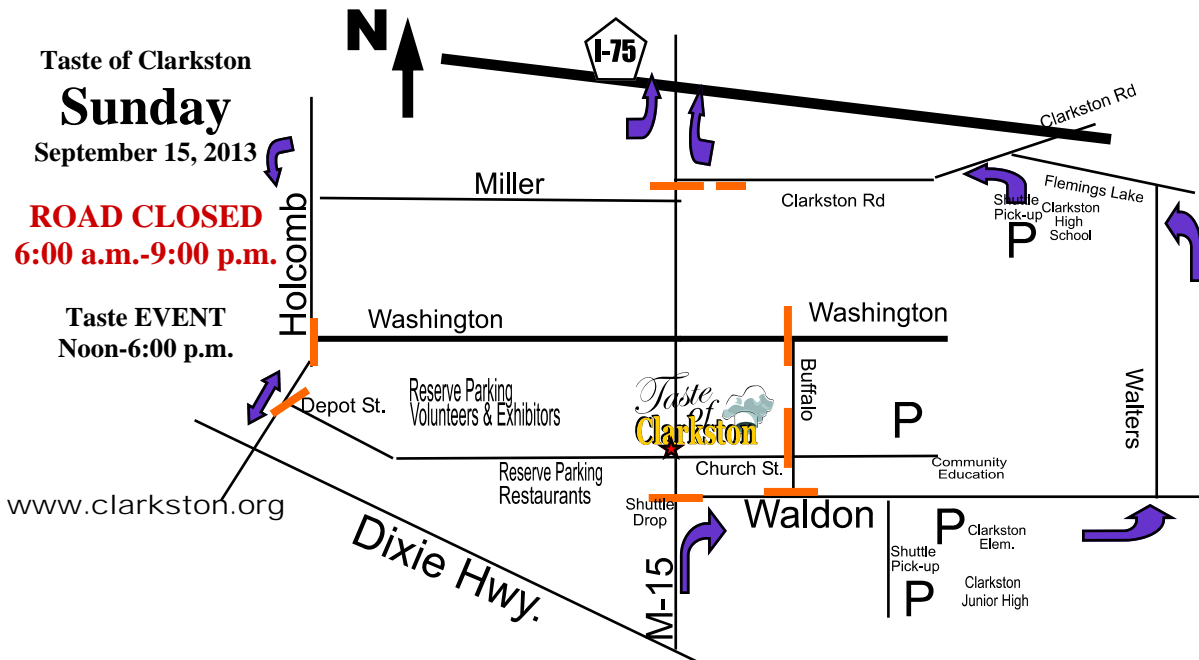 Taste of Clarkston
Sunday
September 15, 2013
ROAD CLOSED
6:00 a.m.-9:00 p.m.
Taste EVENT
Noon-6:00 p.m.
www.clarkston.org
N
I-75
Clarkston Rd
Miller
Clarkston Rd
Flemings Lake
Shuttle
Pick-up
P
Clarkston
High
School
Holcomb
Washington
Washington
Buffalo
Walters
Depot St.
Reserve Parking
Volunteers & Exhibitors
Taste
of
Clarkston
P
Church St.
Community
Education
Reserve Parking
Restaurants
Shuttle
Drop
Waldon
Dixie Hwy.
M-15
P
Clarkston
Elem.
Shuttle
Pick-up
P
Clarkston
Junior High